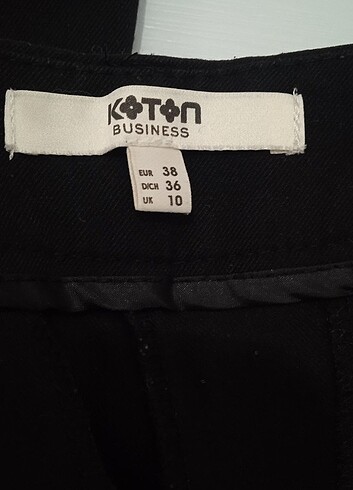 KOTON
BUSINESS
EUR 38
D/CH 36
UK 10